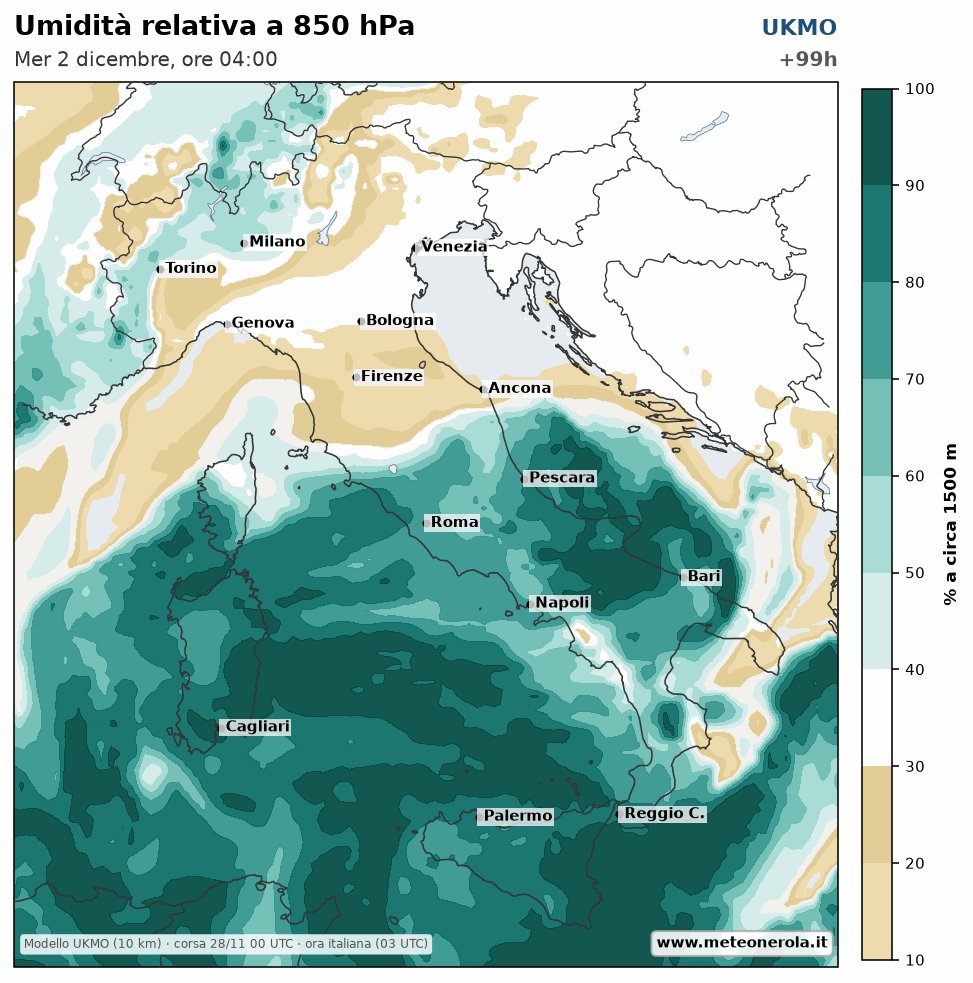 Umidità relativa a 850 hPa
UKMO
Mer 2 dicembre, ore 04:00
+99h
100
90
80
70
60
50
40
30
20
10
% a circa 1500 m
Milano
Venezia
Torino
Genova
Bologna
Firenze
Ancona
Pescara
Roma
Bari
Napoli
Cagliari
Palermo
Reggio C.
Modello UKMO (10 km) · corsa 28/11 00 UTC · ora italiana (03 UTC)
www.meteonerola.it